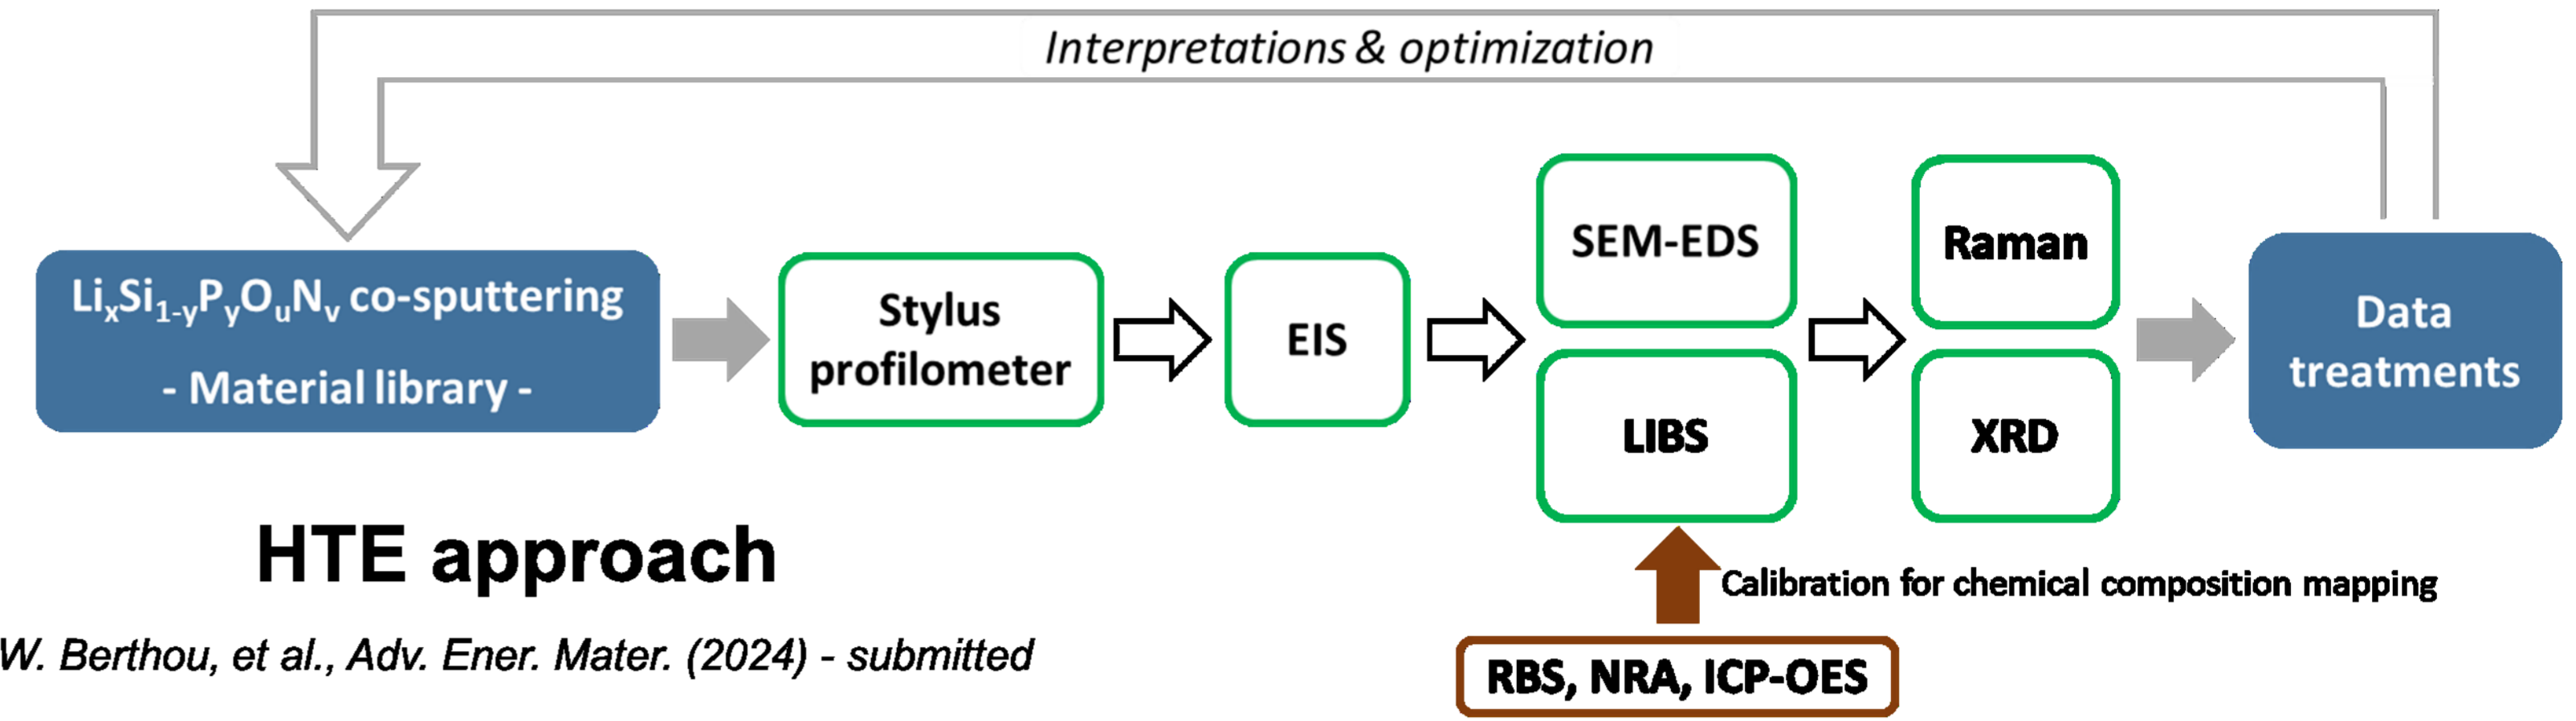 Interpretations & optimization
LiₓSi₁₋yPyOᵤNᵥ co-sputtering
- Material library -
Stylus
profilometer
EIS
SEM-EDS
LIBS
Raman
XRD
Data
treatments
HTE approach
Calibration for chemical composition mapping
W. Berthou, et al., Adv. Ener. Mater. (2024) - submitted
RBS, NRA, ICP-OES